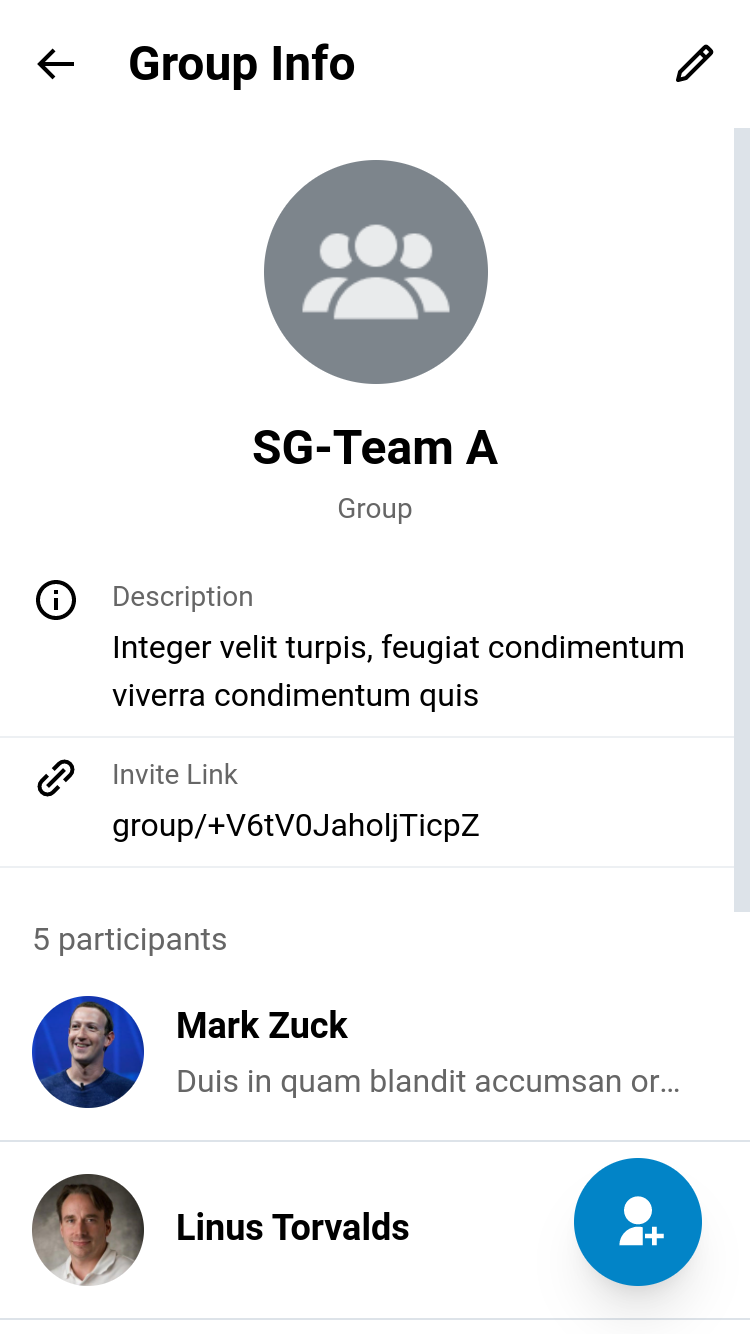 Group Info
SG-Team A
Group
Description
Integer velit turpis, feugiat condimentum
viverra condimentum quis
Invite Link
group/+V6tV0JaholjTicpZ
5 participants
Mark Zuck
Duis in quam blandit accumsan or…
Linus Torvalds